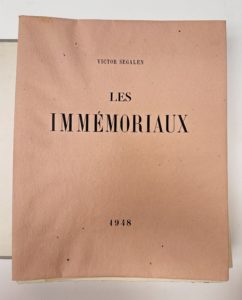 VICTOR SEGALEN
LES
IMMÉMORIAUX
1948